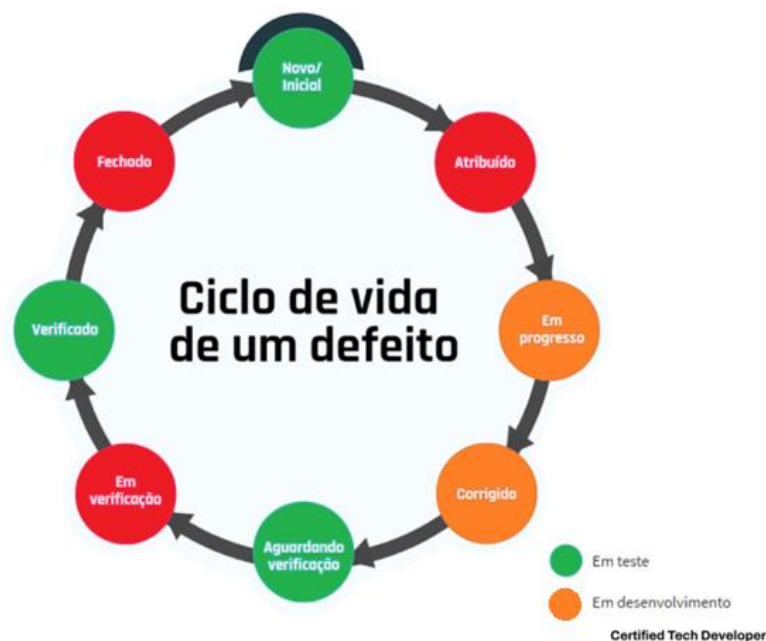 Novo/
Inicial
Fechado
Atribuído
Ciclo de vida
de um defeito
Verificado
Em
progresso
Em
verificação
Corrigido
Aguardando
verificação
Em teste
Em desenvolvimento
Certified Tech Developer